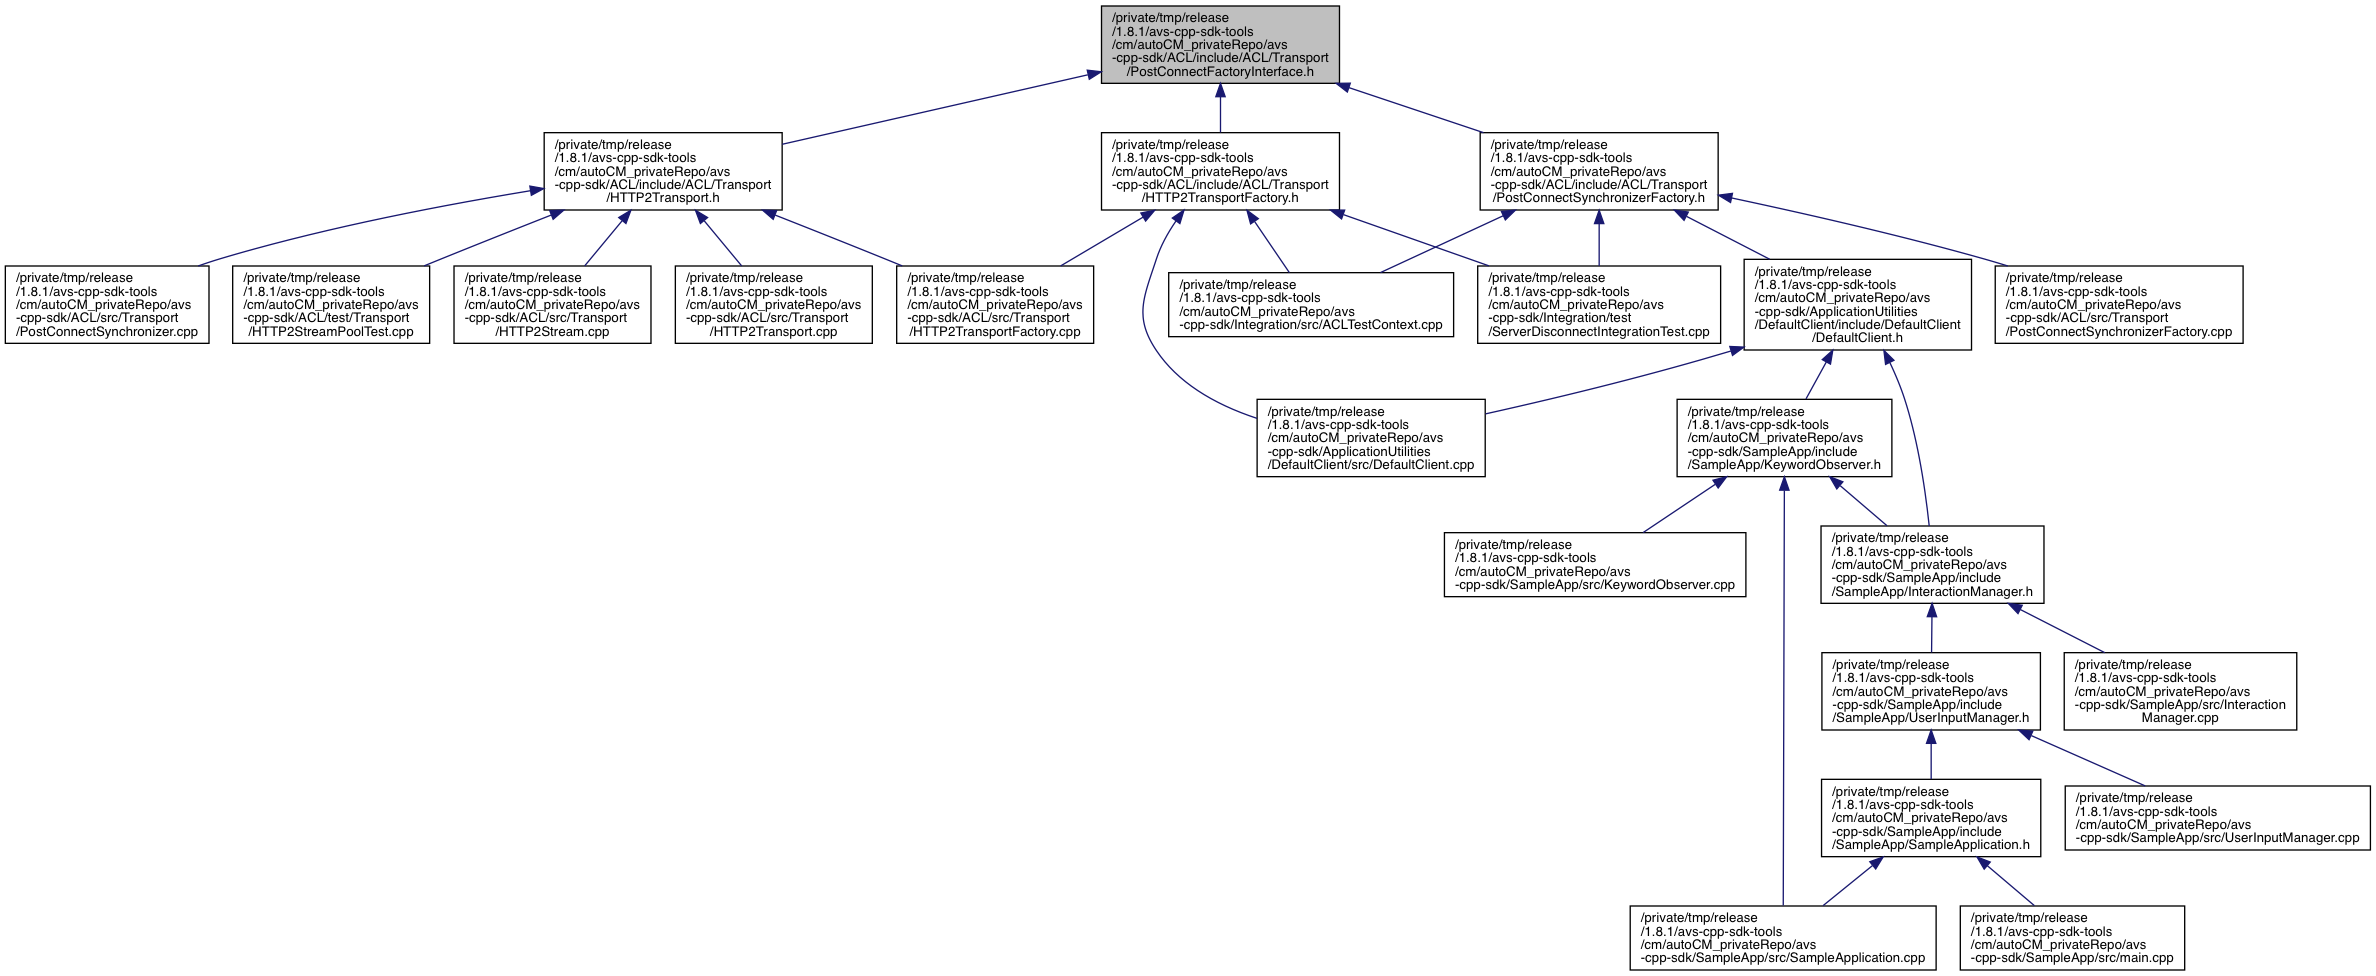 /private/tmp/release
/1.8.1/avs-cpp-sdk-tools
/cm/autoCM_privateRepo/avs
-cpp-sdk/ACL/include/ACL/Transport
/PostConnectFactoryInterface.h
/private/tmp/release
/1.8.1/avs-cpp-sdk-tools
/cm/autoCM_privateRepo/avs
-cpp-sdk/ACL/include/ACL/Transport
/HTTP2Transport.h
/private/tmp/release
/1.8.1/avs-cpp-sdk-tools
/cm/autoCM_privateRepo/avs
-cpp-sdk/ACL/include/ACL/Transport
/HTTP2TransportFactory.h
/private/tmp/release
/1.8.1/avs-cpp-sdk-tools
/cm/autoCM_privateRepo/avs
-cpp-sdk/ACL/include/ACL/Transport
/PostConnectSynchronizerFactory.h
/private/tmp/release
/1.8.1/avs-cpp-sdk-tools
/cm/autoCM_privateRepo/avs
-cpp-sdk/ACL/src/Transport
/PostConnectSynchronizer.cpp
/private/tmp/release
/1.8.1/avs-cpp-sdk-tools
/cm/autoCM_privateRepo/avs
-cpp-sdk/ACL/test/Transport
/HTTP2StreamPoolTest.cpp
/private/tmp/release
/1.8.1/avs-cpp-sdk-tools
/cm/autoCM_privateRepo/avs
-cpp-sdk/ACL/src/Transport
/HTTP2Stream.cpp
/private/tmp/release
/1.8.1/avs-cpp-sdk-tools
/cm/autoCM_privateRepo/avs
-cpp-sdk/ACL/src/Transport
/HTTP2Transport.cpp
/private/tmp/release
/1.8.1/avs-cpp-sdk-tools
/cm/autoCM_privateRepo/avs
-cpp-sdk/ACL/src/Transport
/HTTP2TransportFactory.cpp
/private/tmp/release
/1.8.1/avs-cpp-sdk-tools
/cm/autoCM_privateRepo/avs
-cpp-sdk/Integration/src/ACLTestContext.cpp
/private/tmp/release
/1.8.1/avs-cpp-sdk-tools
/cm/autoCM_privateRepo/avs
-cpp-sdk/Integration/test
/ServerDisconnectIntegrationTest.cpp
/private/tmp/release
/1.8.1/avs-cpp-sdk-tools
/cm/autoCM_privateRepo/avs
-cpp-sdk/ApplicationUtilities
/DefaultClient/include/DefaultClient
/DefaultClient.h
/private/tmp/release
/1.8.1/avs-cpp-sdk-tools
/cm/autoCM_privateRepo/avs
-cpp-sdk/ACL/src/Transport
/PostConnectSynchronizerFactory.cpp
/private/tmp/release
/1.8.1/avs-cpp-sdk-tools
/cm/autoCM_privateRepo/avs
-cpp-sdk/ApplicationUtilities
/DefaultClient/src/DefaultClient.cpp
/private/tmp/release
/1.8.1/avs-cpp-sdk-tools
/cm/autoCM_privateRepo/avs
-cpp-sdk/SampleApp/include
/SampleApp/KeywordObserver.h
/private/tmp/release
/1.8.1/avs-cpp-sdk-tools
/cm/autoCM_privateRepo/avs
-cpp-sdk/SampleApp/src/KeywordObserver.cpp
/private/tmp/release
/1.8.1/avs-cpp-sdk-tools
/cm/autoCM_privateRepo/avs
-cpp-sdk/SampleApp/include
/SampleApp/InteractionManager.h
/private/tmp/release
/1.8.1/avs-cpp-sdk-tools
/cm/autoCM_privateRepo/avs
-cpp-sdk/SampleApp/include
/SampleApp/UserInputManager.h
/private/tmp/release
/1.8.1/avs-cpp-sdk-tools
/cm/autoCM_privateRepo/avs
-cpp-sdk/SampleApp/src/Interaction
Manager.cpp
/private/tmp/release
/1.8.1/avs-cpp-sdk-tools
/cm/autoCM_privateRepo/avs
-cpp-sdk/SampleApp/include
/SampleApp/SampleApplication.h
/private/tmp/release
/1.8.1/avs-cpp-sdk-tools
/cm/autoCM_privateRepo/avs
-cpp-sdk/SampleApp/src/UserInputManager.cpp
/private/tmp/release
/1.8.1/avs-cpp-sdk-tools
/cm/autoCM_privateRepo/avs
-cpp-sdk/SampleApp/src/SampleApplication.cpp
/private/tmp/release
/1.8.1/avs-cpp-sdk-tools
/cm/autoCM_privateRepo/avs
-cpp-sdk/SampleApp/src/main.cpp